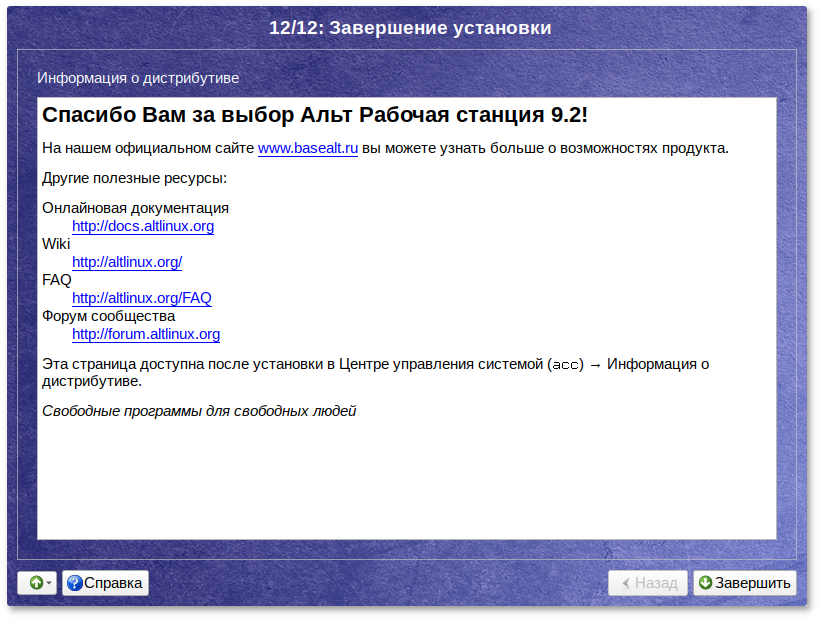 12/12: Завершение установки
Информация о дистрибутиве
Спасибо Вам за выбор Альт Рабочая станция 9.2!
На нашем официальном сайте www.basealt.ru вы можете узнать больше о возможностях продукта.
Другие полезные ресурсы:
Онлайновая документация
http://docs.altlinux.org
Wiki
http://altlinux.org/
FAQ
http://altlinux.org/FAQ
Форум сообщества
http://forum.altlinux.org
Эта страница доступна после установки в Центре управления системой (acc) → Информация о
дистрибутиве.
Свободные программы для свободных людей
Справка
Назад
Завершить